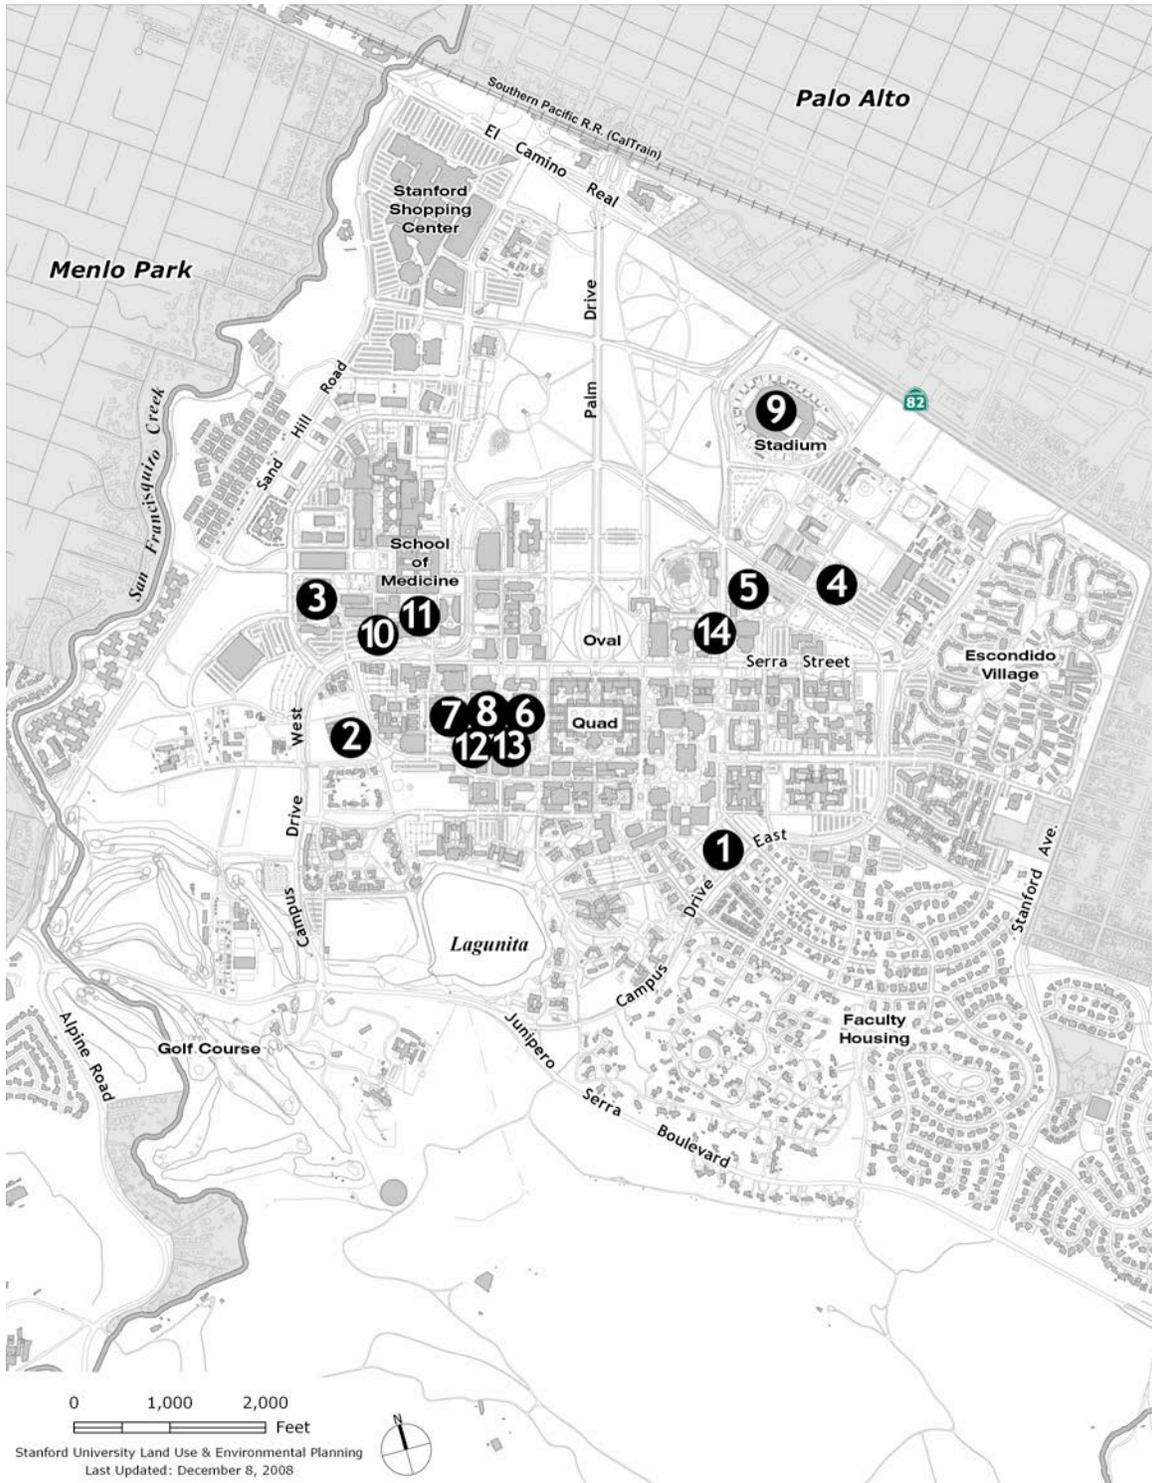 Palo Alto
Southern Pacific R.R. (CalTrain)
El Camino Real
Stanford
Shopping
Center
Menlo Park
Palm Drive
Sand Hill Road
San Francisquito Creek
82
9
Stadium
School
of
Medicine
3
11
10
5
4
14
Oval
Serra Street
Escondido
Village
7
8
6
Quad
2
12
13
Campus Drive West
1
Campus Drive East
Stanford Ave.
Lagunita
Junipero Serra Boulevard
Faculty
Housing
Alpine Road
Golf Course
0 1,000 2,000
Feet
N
Stanford University Land Use & Environmental Planning
Last Updated: December 8, 2008